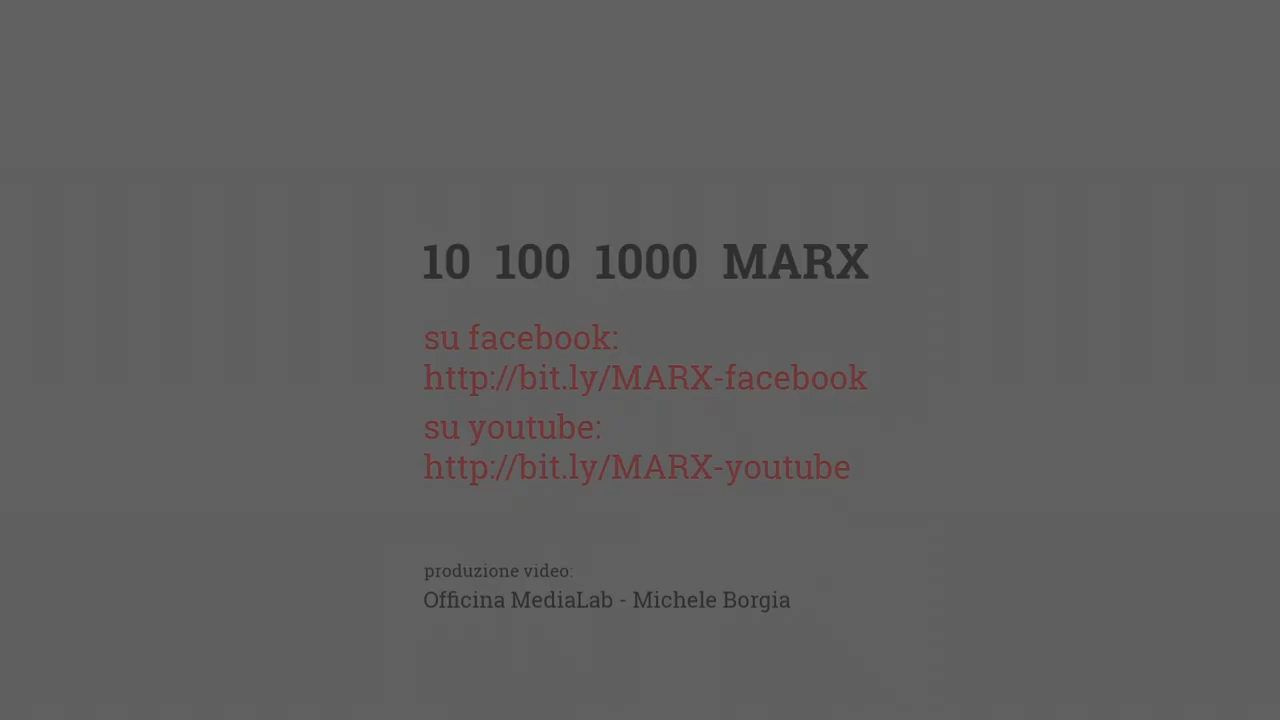 10 100 1000 MARX
su facebook:
http://bit.ly/MARX-facebook
su youtube:
http://bit.ly/MARX-youtube
produzione video:
Officina MediaLab - Michele Borgia